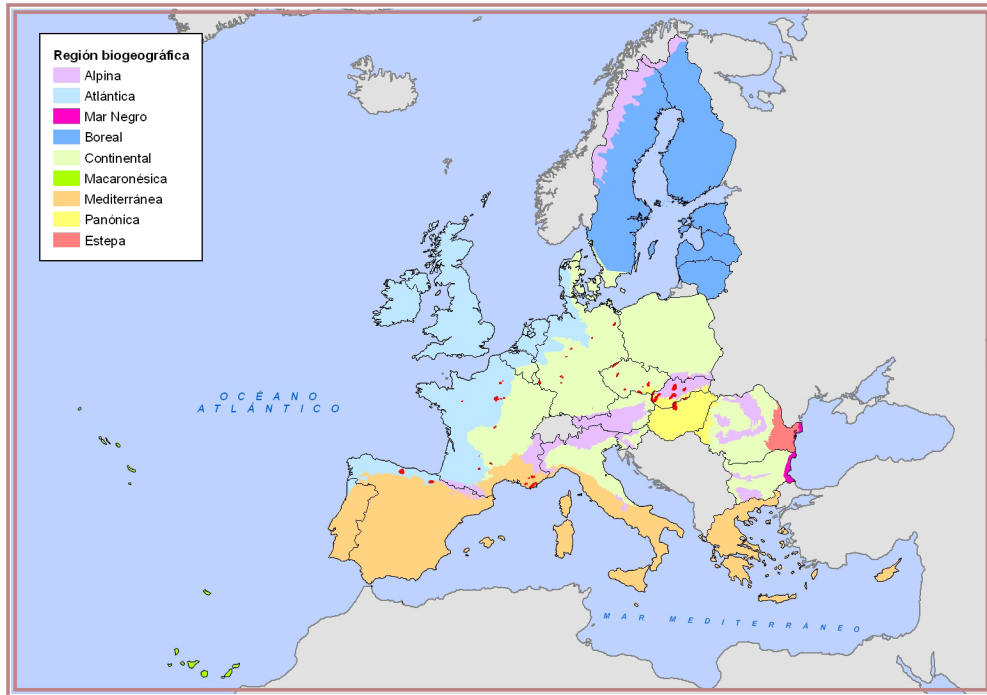 Región biogeográfica
Alpina
Atlántica
Mar Negro
Boreal
Continental
Macaronésica
Mediterránea
Panónica
Estepa
OCÉANO
ATLÁNTICO
MAR MEDITERRÁNEO